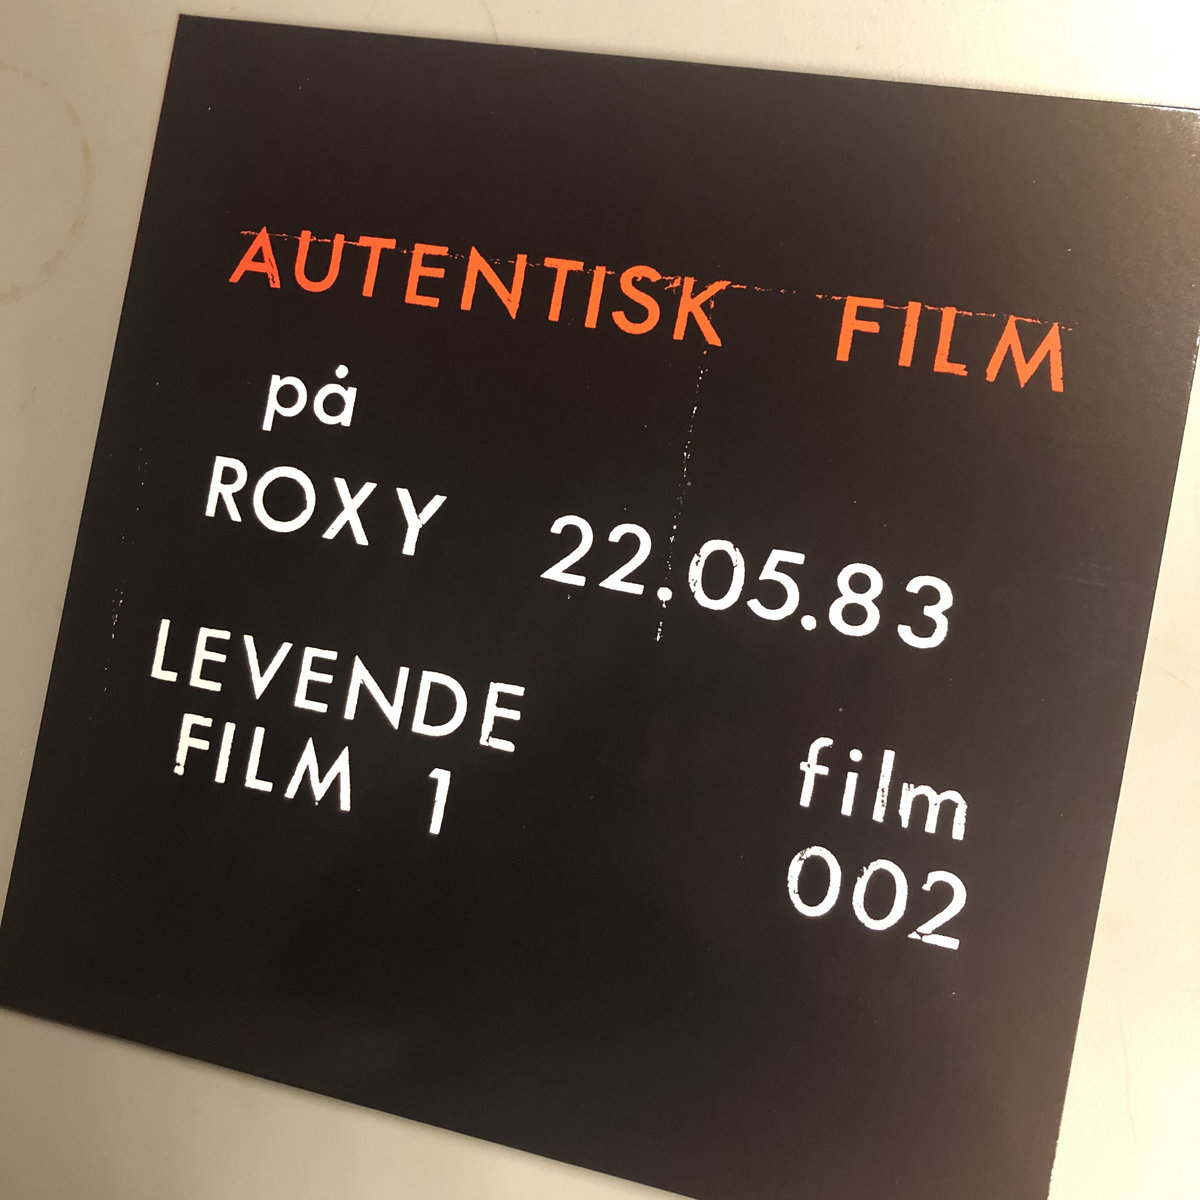 AUTENTISK FILM
på
ROXY 22.05.83
LEVENDE
FILM 1
film
002